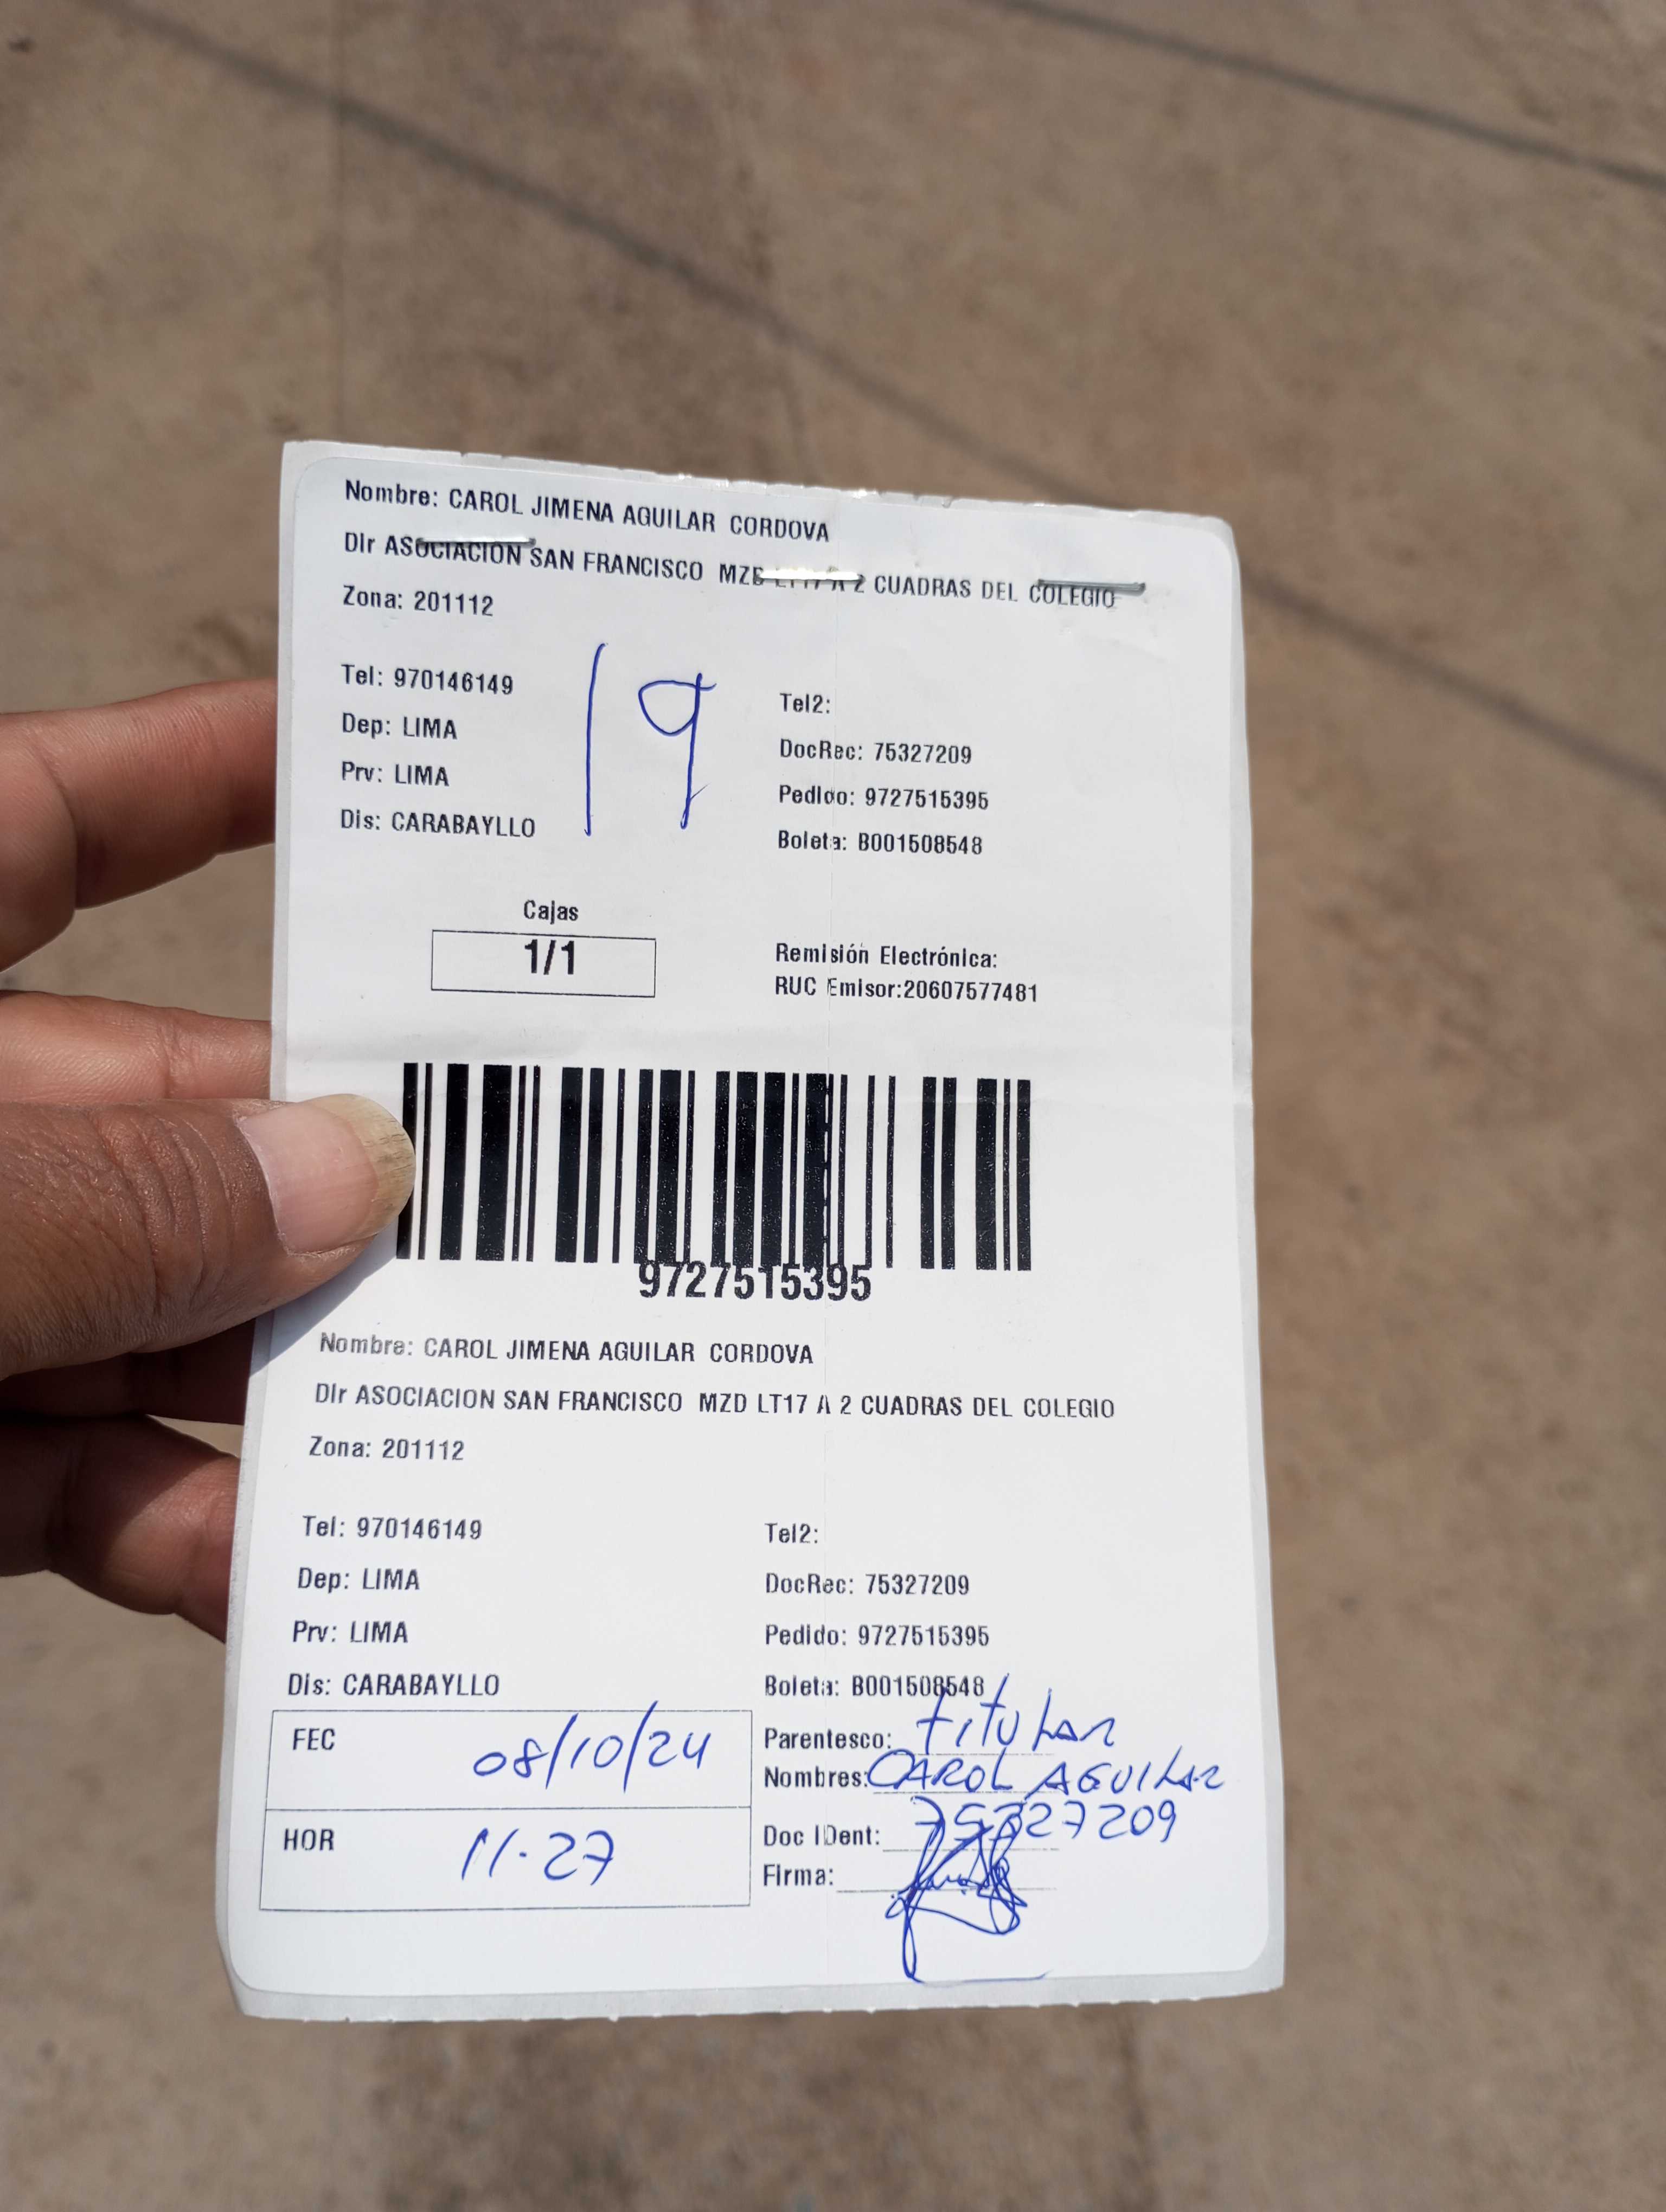 Nombre: CAROL JIMENA AGUILAR CORDOVA
Dir ASOCIACION SAN FRANCISCO MZD LT17 A 2 CUADRAS DEL COLEGIO
Zona: 201112
19
Tel: 970146149
Tel2:
Dep: LIMA
DocRec: 75327209
Prv: LIMA
Pedido: 9727515395
Dis: CARABAYLLO
Boleta: B001508548
Cajas
1/1
Remisión Electrónica:
RUC Emisor:20607577481
9727515395
Nombre: CAROL JIMENA AGUILAR CORDOVA
Dir ASOCIACION SAN FRANCISCO MZD LT17 A 2 CUADRAS DEL COLEGIO
Zona: 201112
Tel: 970146149
Tel2:
Dep: LIMA
DocRec: 75327209
Prv: LIMA
Pedido: 9727515395
Dis: CARABAYLLO
Boleta: B001508548
FEC 08/10/24
Parentesco: titular
Nombres: CAROL AGUILAR
HOR 11.27
Doc IDent: 75327209
Firma: